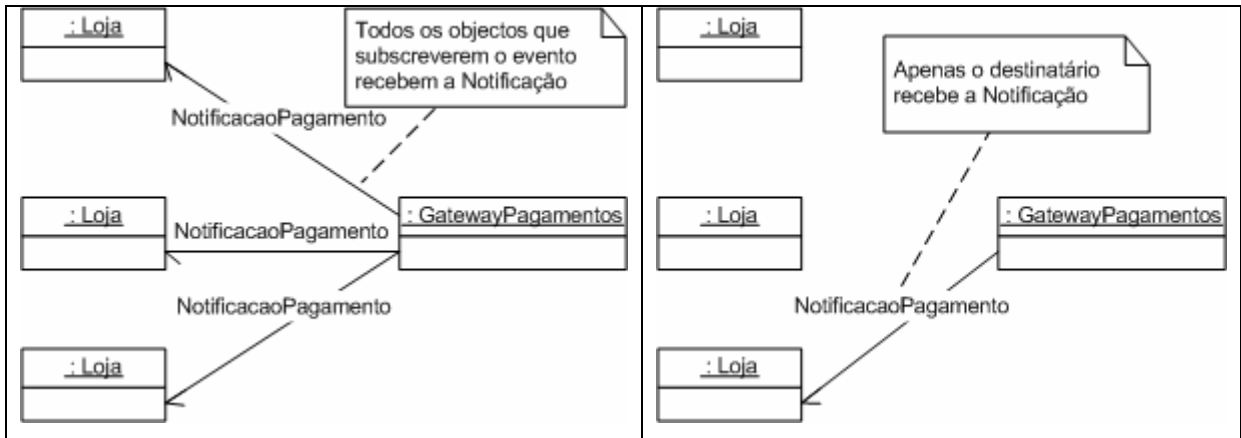 : Loja
Todos os objectos que
subscreverem o evento
recebem a Notificação
NotificacaoPagamento
: Loja
NotificacaoPagamento
: GatewayPagamentos
NotificacaoPagamento
: Loja
: Loja
Apenas o destinatário
recebe a Notificação
: Loja
: GatewayPagamentos
NotificacaoPagamento
: Loja